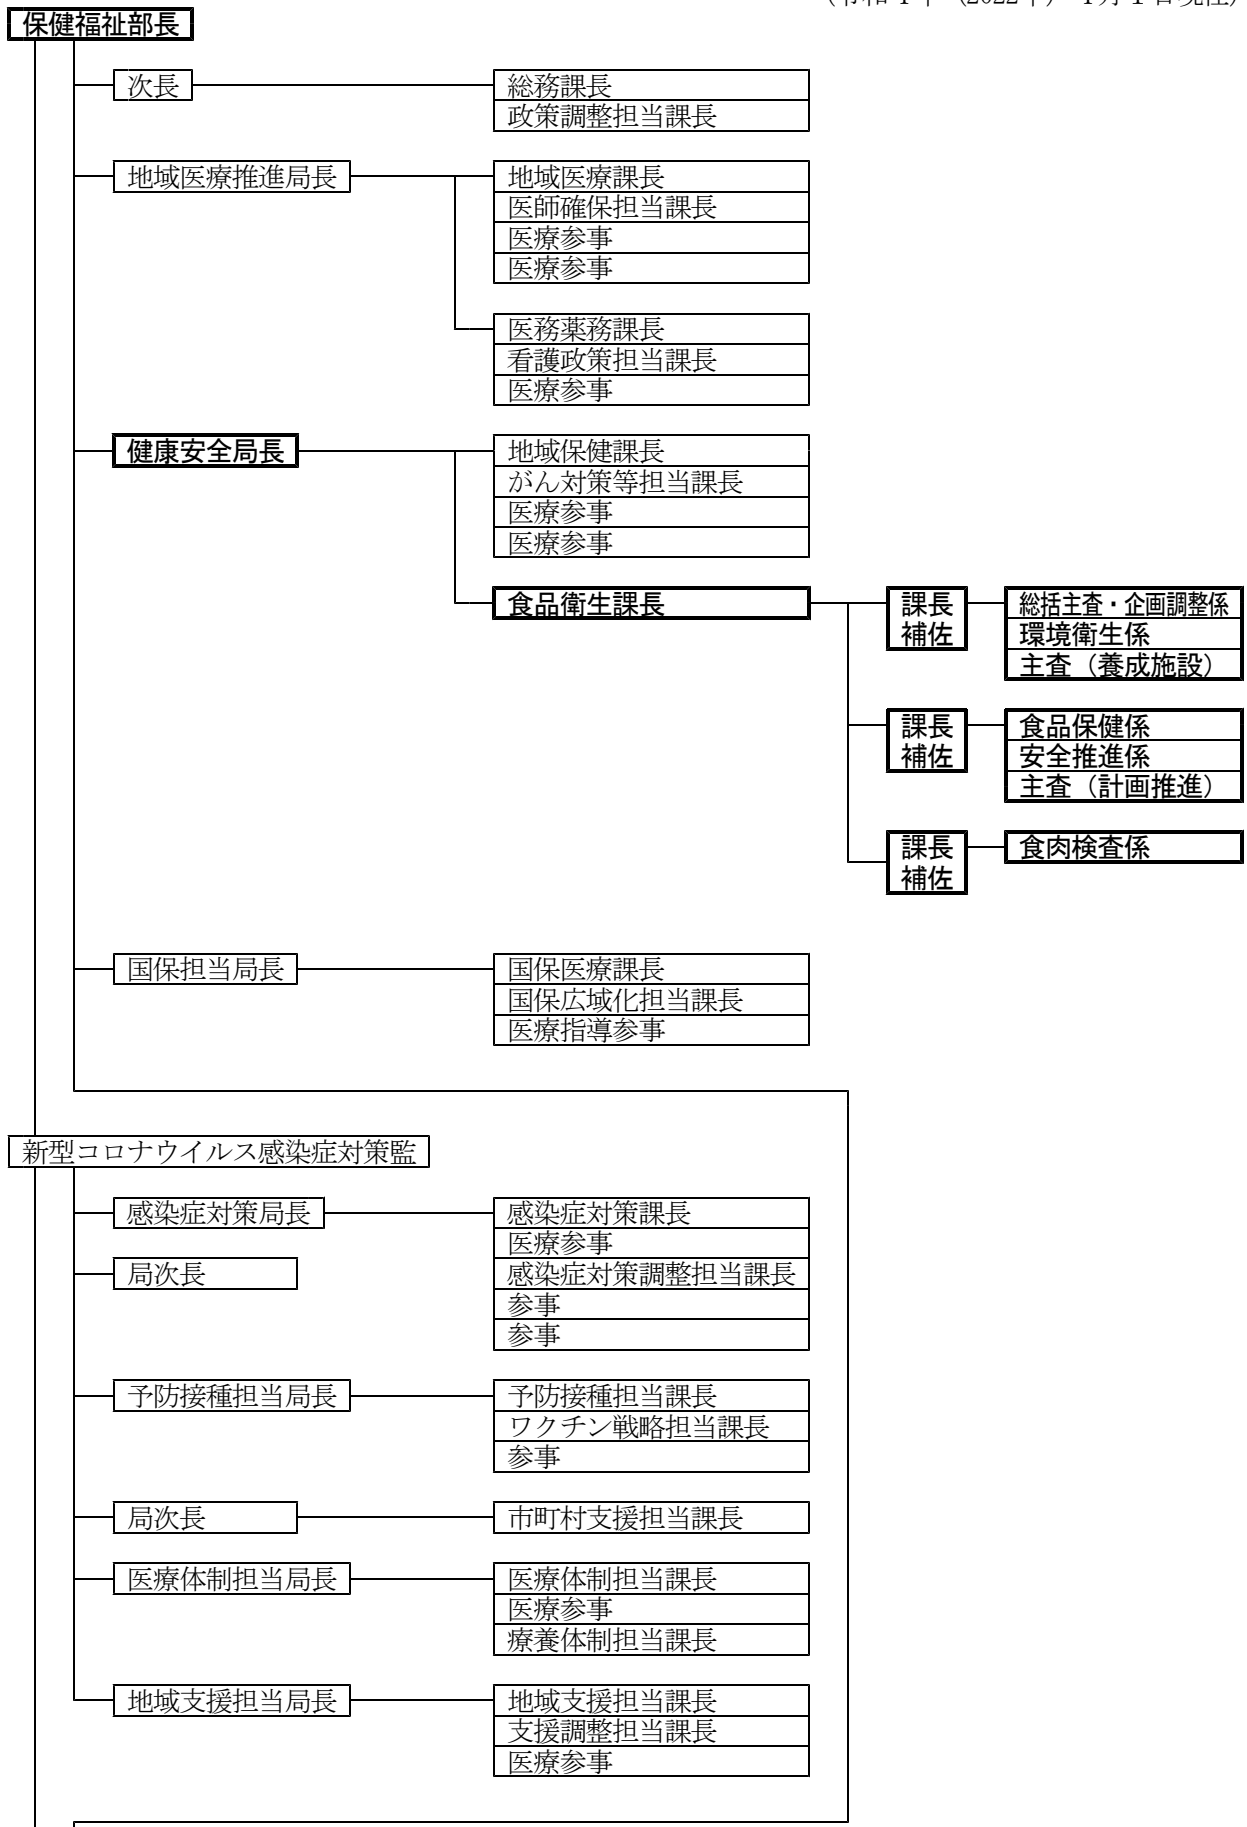 （令和４年（2022年）４月１日現在）
保健福祉部長
次長
総務課長
政策調整担当課長
地域医療推進局長
地域医療課長
医師確保担当課長
医療参事
医療参事
医務薬務課長
看護政策担当課長
医療参事
健康安全局長
地域保健課長
がん対策等担当課長
医療参事
医療参事
食品衛生課長
課長
補佐
総括主査・企画調整係
環境衛生係
主査（養成施設）
課長
補佐
食品保健係
安全推進係
主査（計画推進）
課長
補佐
食肉検査係
国保担当局長
国保医療課長
国保広域化担当課長
医療指導参事
新型コロナウイルス感染症対策監
感染症対策局長
感染症対策課長
医療参事
局次長
感染症対策調整担当課長
参事
参事
予防接種担当局長
予防接種担当課長
ワクチン戦略担当課長
参事
局次長
市町村支援担当課長
医療体制担当局長
医療体制担当課長
医療参事
療養体制担当課長
地域支援担当局長
地域支援担当課長
支援調整担当課長
医療参事